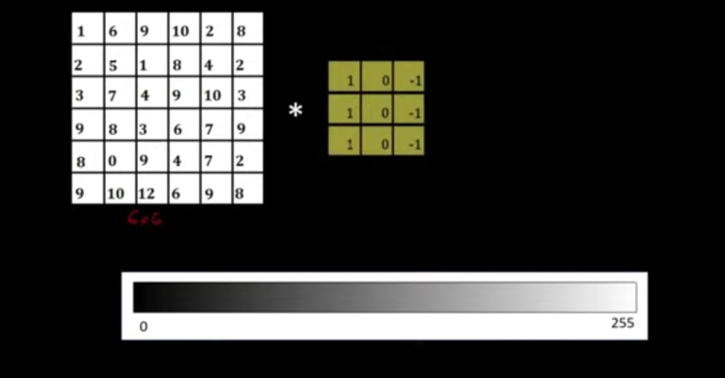 1 6 9 10 2 8
2 5 1 8 4 2
3 7 4 9 10 3
9 8 3 6 7 9
8 0 9 4 7 2
9 10 12 6 9 8
6×6
*
1 0 -1
1 0 -1
1 0 -1
0 255